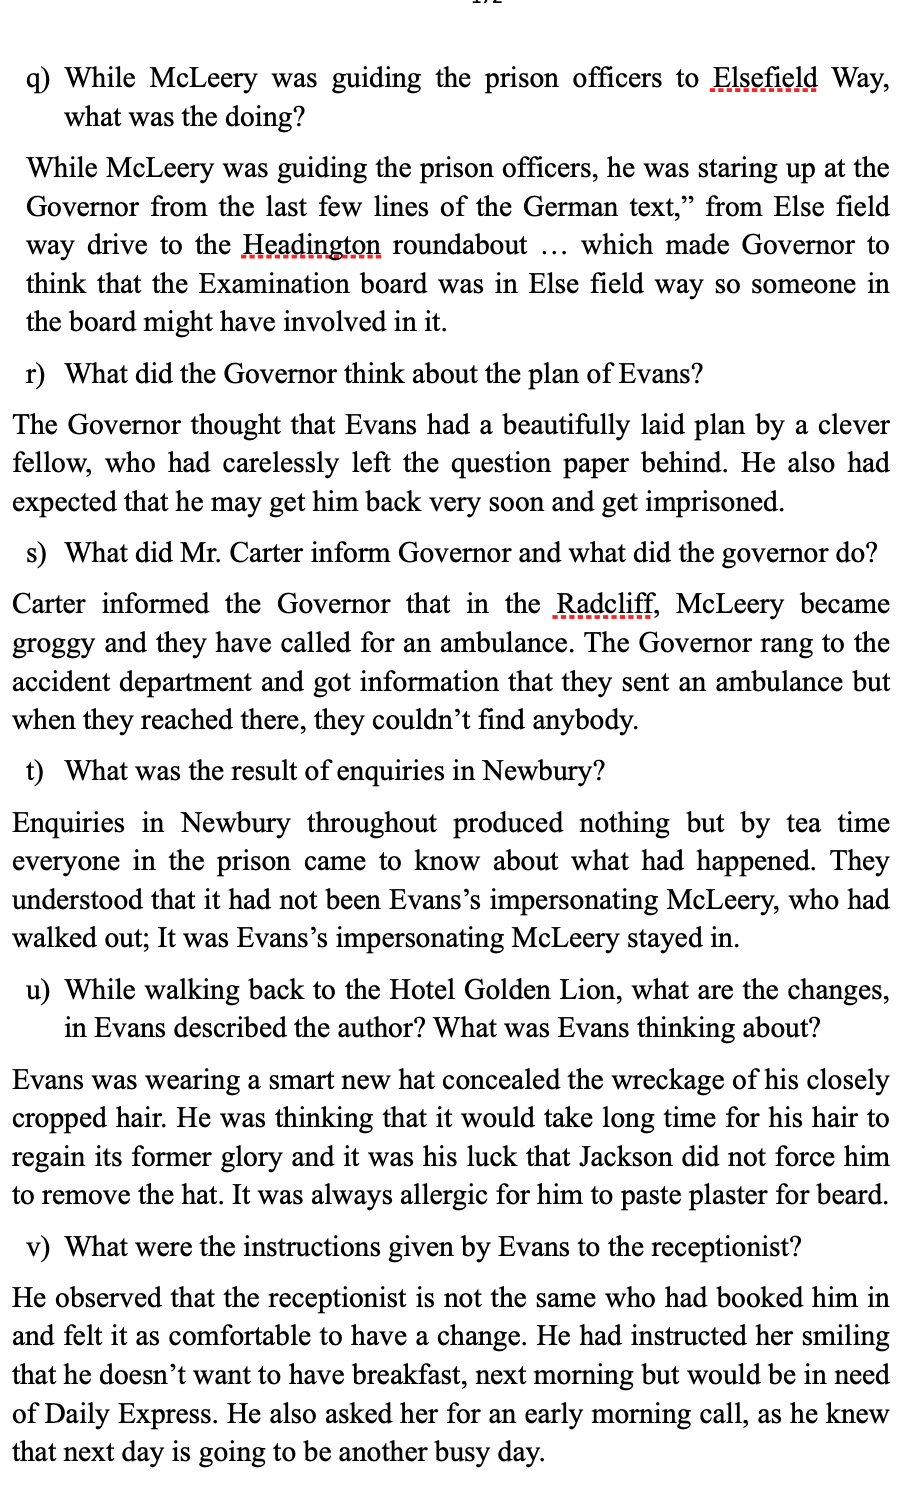 q) While McLeery was guiding the prison officers to Elsefield Way,
what was the doing?
While McLeery was guiding the prison officers, he was staring up at the
Governor from the last few lines of the German text,” from Else field
way drive to the Headington roundabout … which made Governor to
think that the Examination board was in Else field way so someone in
the board might have involved in it.
r) What did the Governor think about the plan of Evans?
The Governor thought that Evans had a beautifully laid plan by a clever
fellow, who had carelessly left the question paper behind. He also had
expected that he may get him back very soon and get imprisoned.
s) What did Mr. Carter inform Governor and what did the governor do?
Carter informed the Governor that in the Radcliff, McLeery became
groggy and they have called for an ambulance. The Governor rang to the
accident department and got information that they sent an ambulance but
when they reached there, they couldn’t find anybody.
t) What was the result of enquiries in Newbury?
Enquiries in Newbury throughout produced nothing but by tea time
everyone in the prison came to know about what had happened. They
understood that it had not been Evans’s impersonating McLeery, who had
walked out; It was Evans’s impersonating McLeery stayed in.
u) While walking back to the Hotel Golden Lion, what are the changes,
in Evans described the author? What was Evans thinking about?
Evans was wearing a smart new hat concealed the wreckage of his closely
cropped hair. He was thinking that it would take long time for his hair to
regain its former glory and it was his luck that Jackson did not force him
to remove the hat. It was always allergic for him to paste plaster for beard.
v) What were the instructions given by Evans to the receptionist?
He observed that the receptionist is not the same who had booked him in
and felt it as comfortable to have a change. He had instructed her smiling
that he doesn’t want to have breakfast, next morning but would be in need
of Daily Express. He also asked her for an early morning call, as he knew
that next day is going to be another busy day.